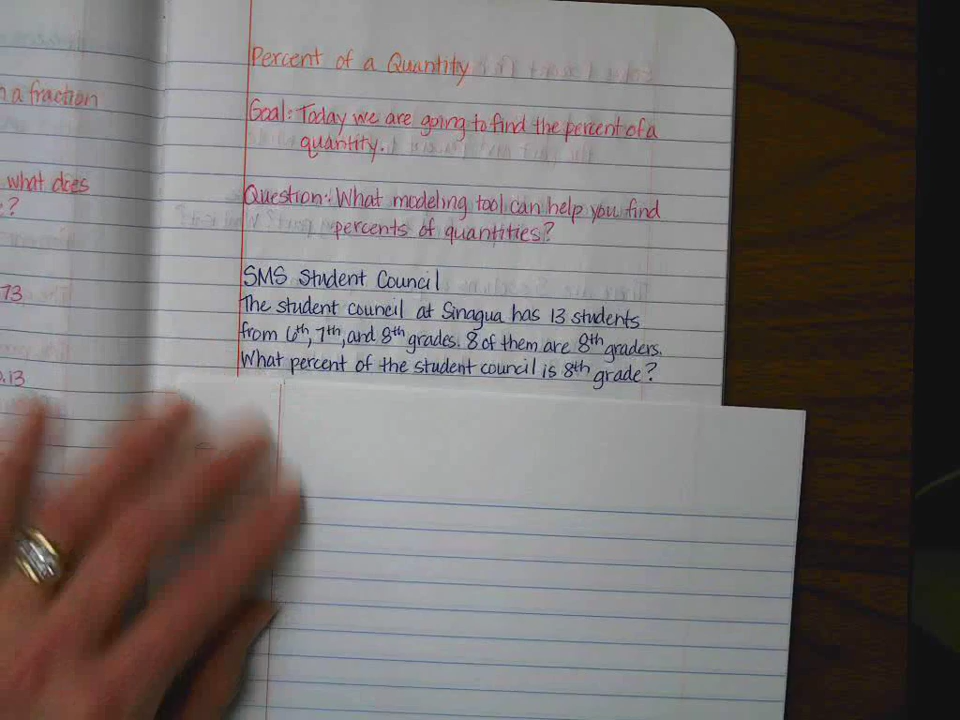 Percent of a Quantity
n a fraction
Goal: Today we are going to find the percent of a
quantity.
what does
?
Question: What modeling tool can help you find
percents of quantities?
SMS Student Council
73
The student council at Sinagua has 13 students
from 6th, 7th, and 8th grades. 8 of them are 8th graders.
What percent of the student council is 8th grade?
0.13